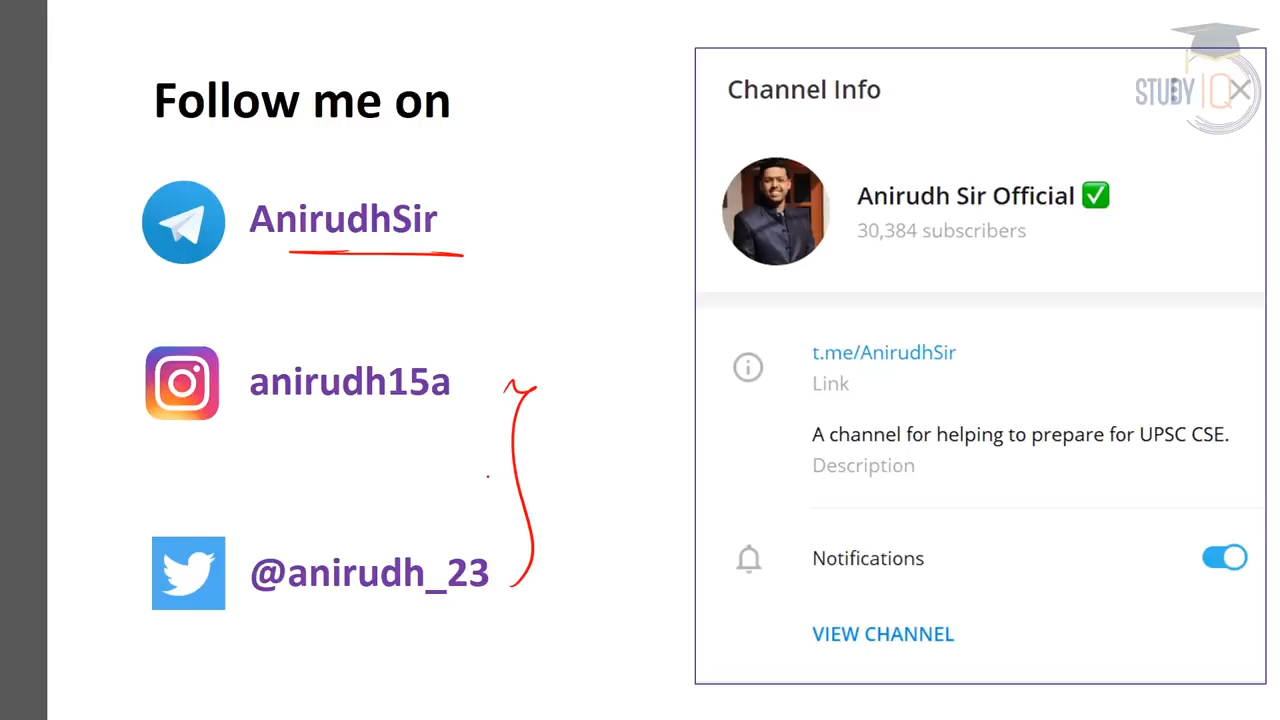 Follow me on
AnirudhSir
anirudh15a
@anirudh_23
STUDY IQ
Channel Info
Anirudh Sir Official
30,384 subscribers
t.me/AnirudhSir
Link
A channel for helping to prepare for UPSC CSE.
Description
Notifications
VIEW CHANNEL